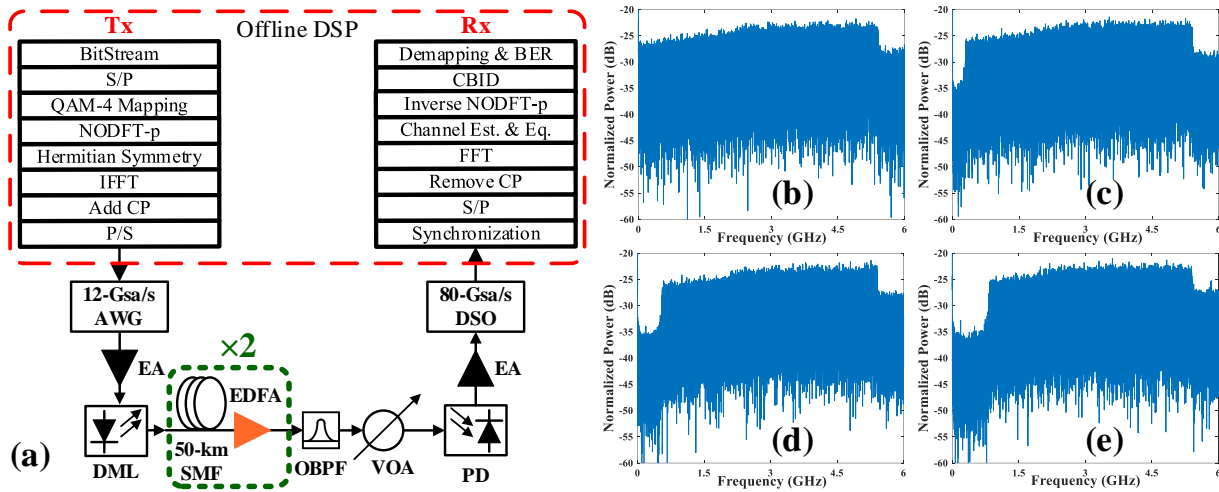 Tx
Offline DSP
Rx
BitStream
S/P
QAM-4 Mapping
NODFT-p
Hermitian Symmetry
IFFT
Add CP
P/S
Demapping & BER
CBID
Inverse NODFT-p
Channel Est. & Eq.
FFT
Remove CP
S/P
Synchronization
12-Gsa/s
AWG
80-Gsa/s
DSO
EA
×2
EA
EDFA
50-km
SMF
DML
OBPF
VOA
PD
(a)
Normalized Power (dB)
-20
-25
-30
-35
-40
-45
-50
-55
-60
0
1.5
3
4.5
6
Frequency (GHz)
(b)
Normalized Power (dB)
-20
-25
-30
-35
-40
-45
-50
-55
-60
0
1.5
3
4.5
6
Frequency (GHz)
(c)
Normalized Power (dB)
-20
-25
-30
-35
-40
-45
-50
-55
-60
0
1.5
3
4.5
6
Frequency (GHz)
(d)
Normalized Power (dB)
-20
-25
-30
-35
-40
-45
-50
-55
-60
0
1.5
3
4.5
6
Frequency (GHz)
(e)